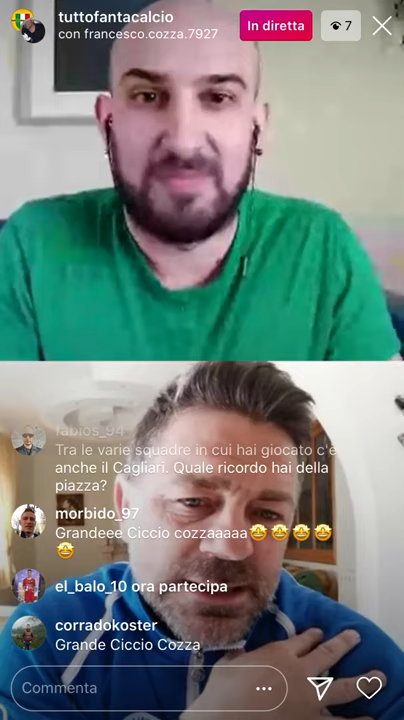 tuttofantacalcio
con francesco.cozza.7927
In diretta
7
fabios_94
Tra le varie squadre in cui hai giocato c'è
anche il Cagliari. Quale ricordo hai della
piazza?
morbido_97
Grandeee Ciccio cozzaaaaa🤩🤩🤩🤩
🤩
el_balo_10 ora partecipa
corradokoster
Grande Ciccio Cozza
Commenta